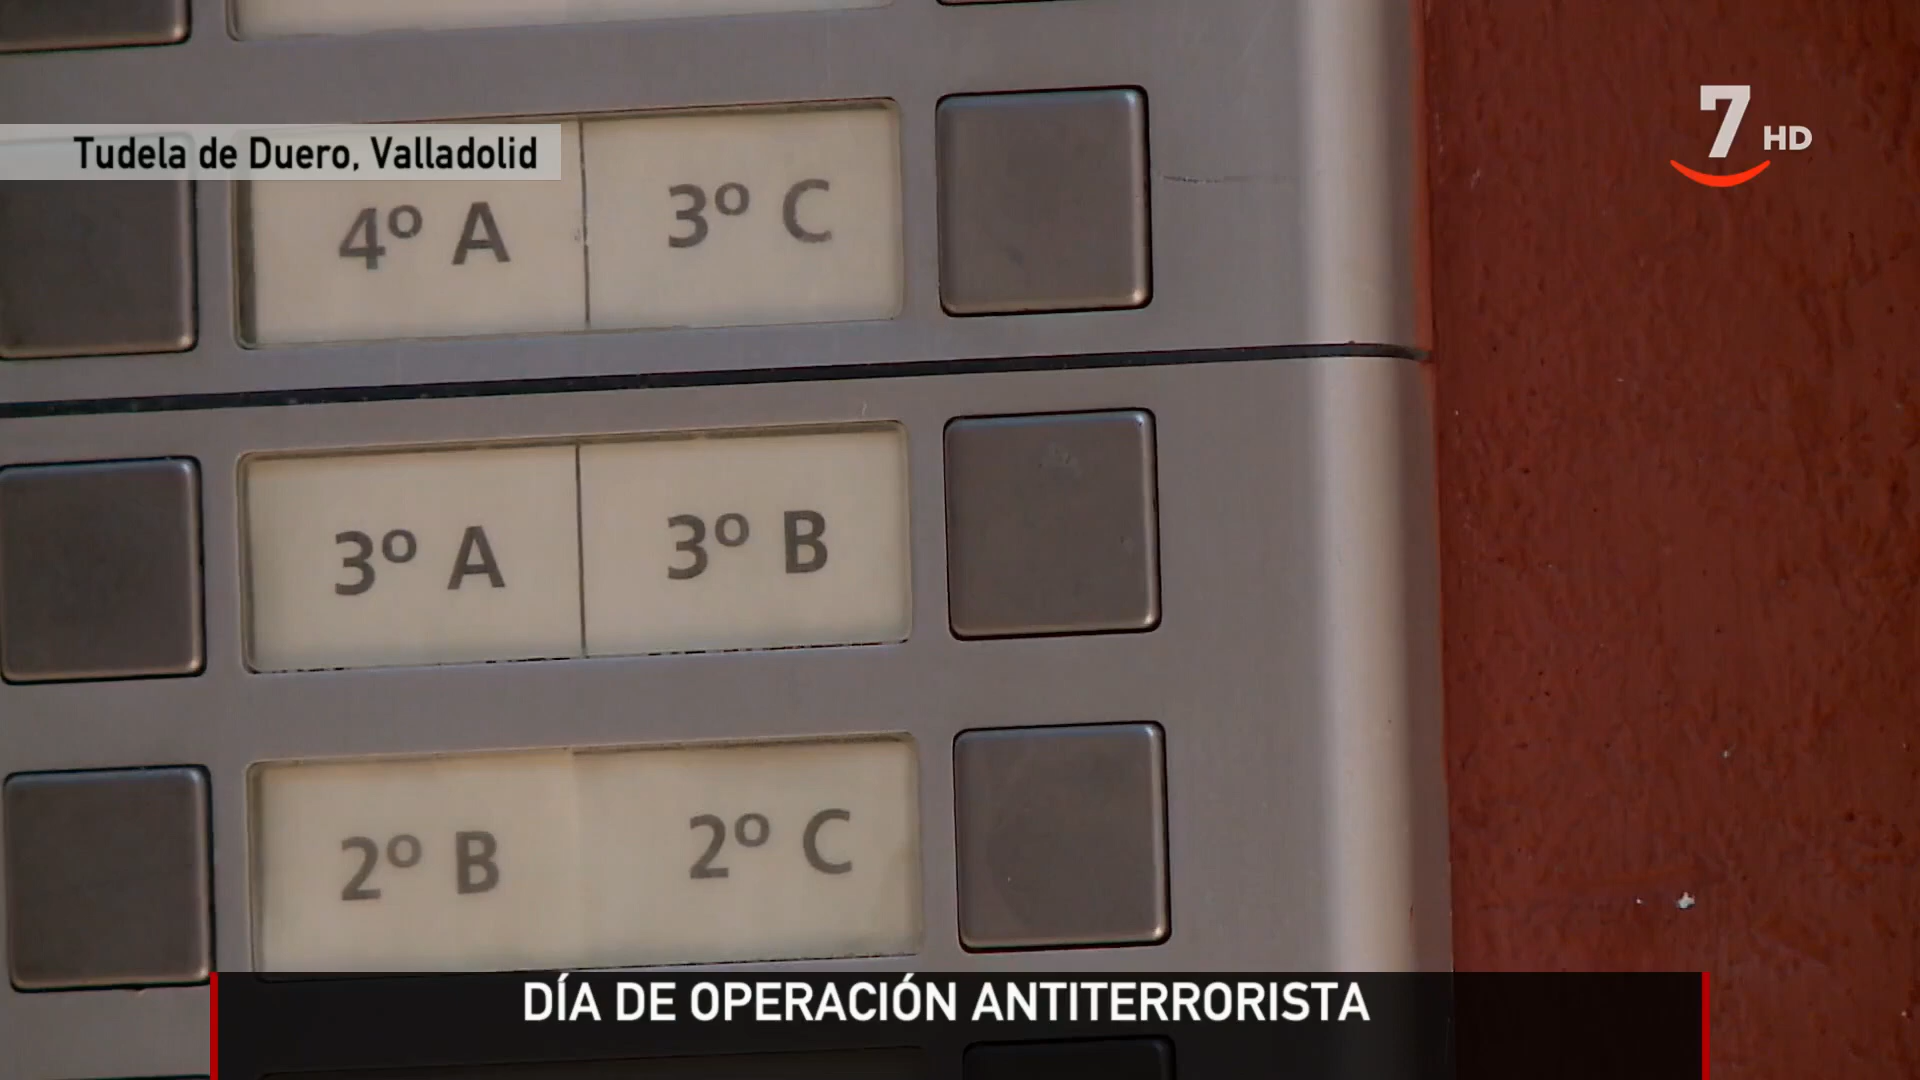 7 HD
Tudela de Duero, Valladolid
4º A 3º C
3º A 3º B
2º B 2º C
DÍA DE OPERACIÓN ANTITERRORISTA